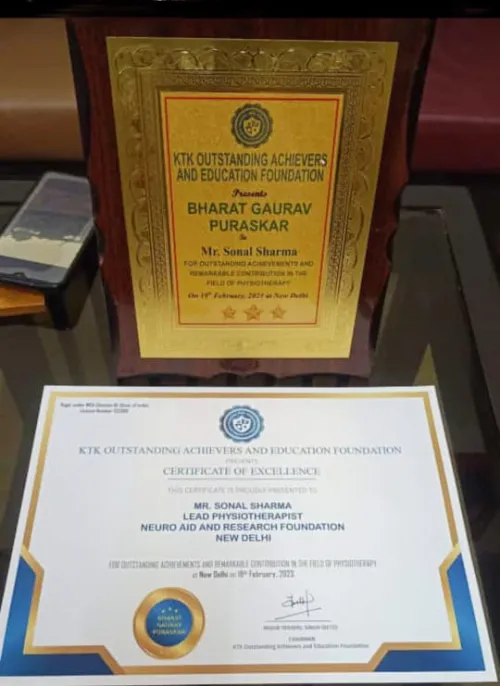 KTK OUTSTANDING ACHIEVERS
AND EDUCATION FOUNDATION
Presents
BHARAT GAURAV
PURASKAR
To
Mr. Sonal Sharma
FOR OUTSTANDING ACHIEVEMENTS AND
REMARKABLE CONTRIBUTION IN THE
FIELD OF PHYSIOTHERAPY
February, 2023 at New Delhi
License Number
KTK OUTSTANDING ACHIEVERS AND EDUCATION FOUNDATION
PRESENTS
CERTIFICATE OF EXCELLENCE
THIS CERTIFICATE IS PROUDLY PRESENTED TO
MR. SONAL SHARMA
LEAD PHYSIOTHERAPIST
NEURO AID AND RESEARCH FOUNDATION
NEW DELHI
FOR OUTSTANDING ACHIEVEMENTS AND REMARKABLE CONTRIBUTION IN THE FIELD OF PHYSIOTHERAPY
at New Delhi on February, 2023.
BHARAT
GAURAV
PURASKAR
CHAIRMAN
KTK Outstanding Achievers and Education Foundation